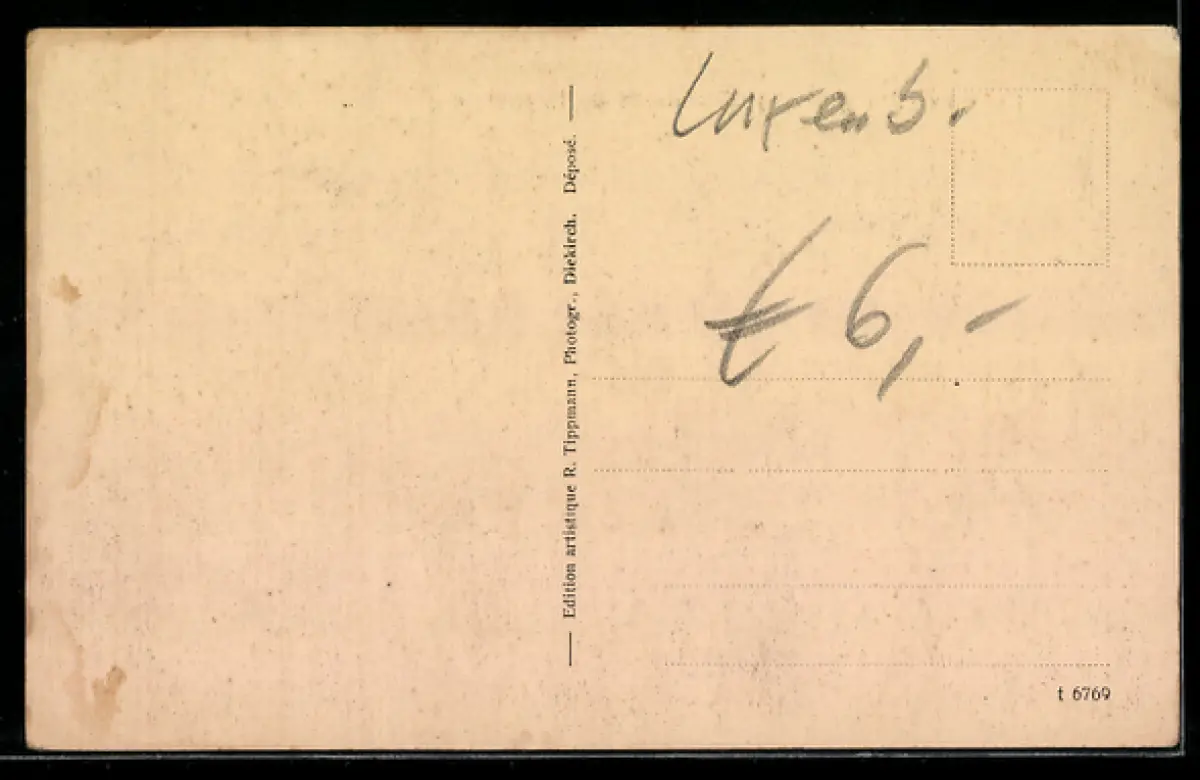 — Edition artistique R. Tippmann, Photogr., Diekirch. Déposé. —
Luxemb.
€ 6,-
t 6769